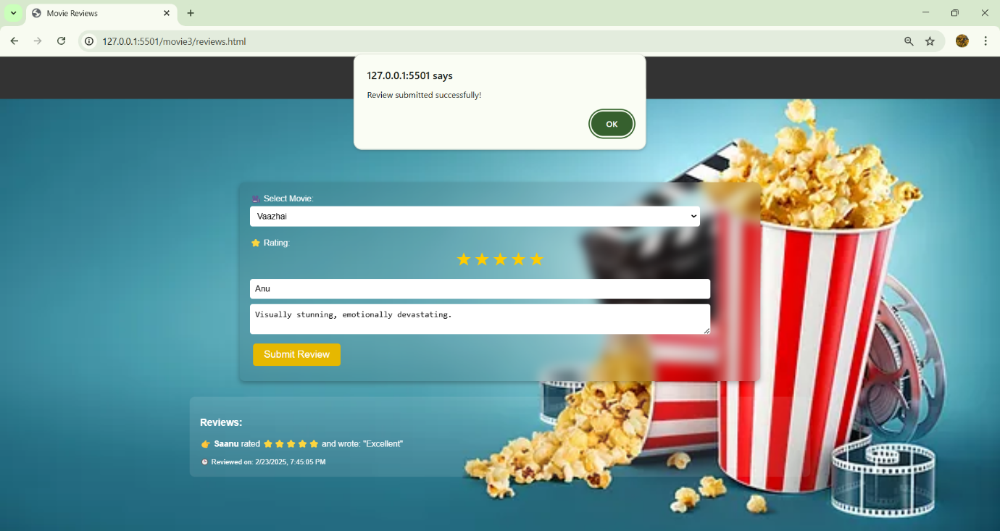 Movie Reviews
127.0.0.1:5501/movie3/reviews.html
127.0.0.1:5501 says
Review submitted successfully!
OK
Select Movie:
Vaazhai
Rating:
Anu
Visually stunning, emotionally devastating.
Submit Review
Reviews:
Saanu rated ⭐⭐⭐⭐⭐ and wrote: "Excellent"
Reviewed on: 2/23/2025, 7:45:05 PM